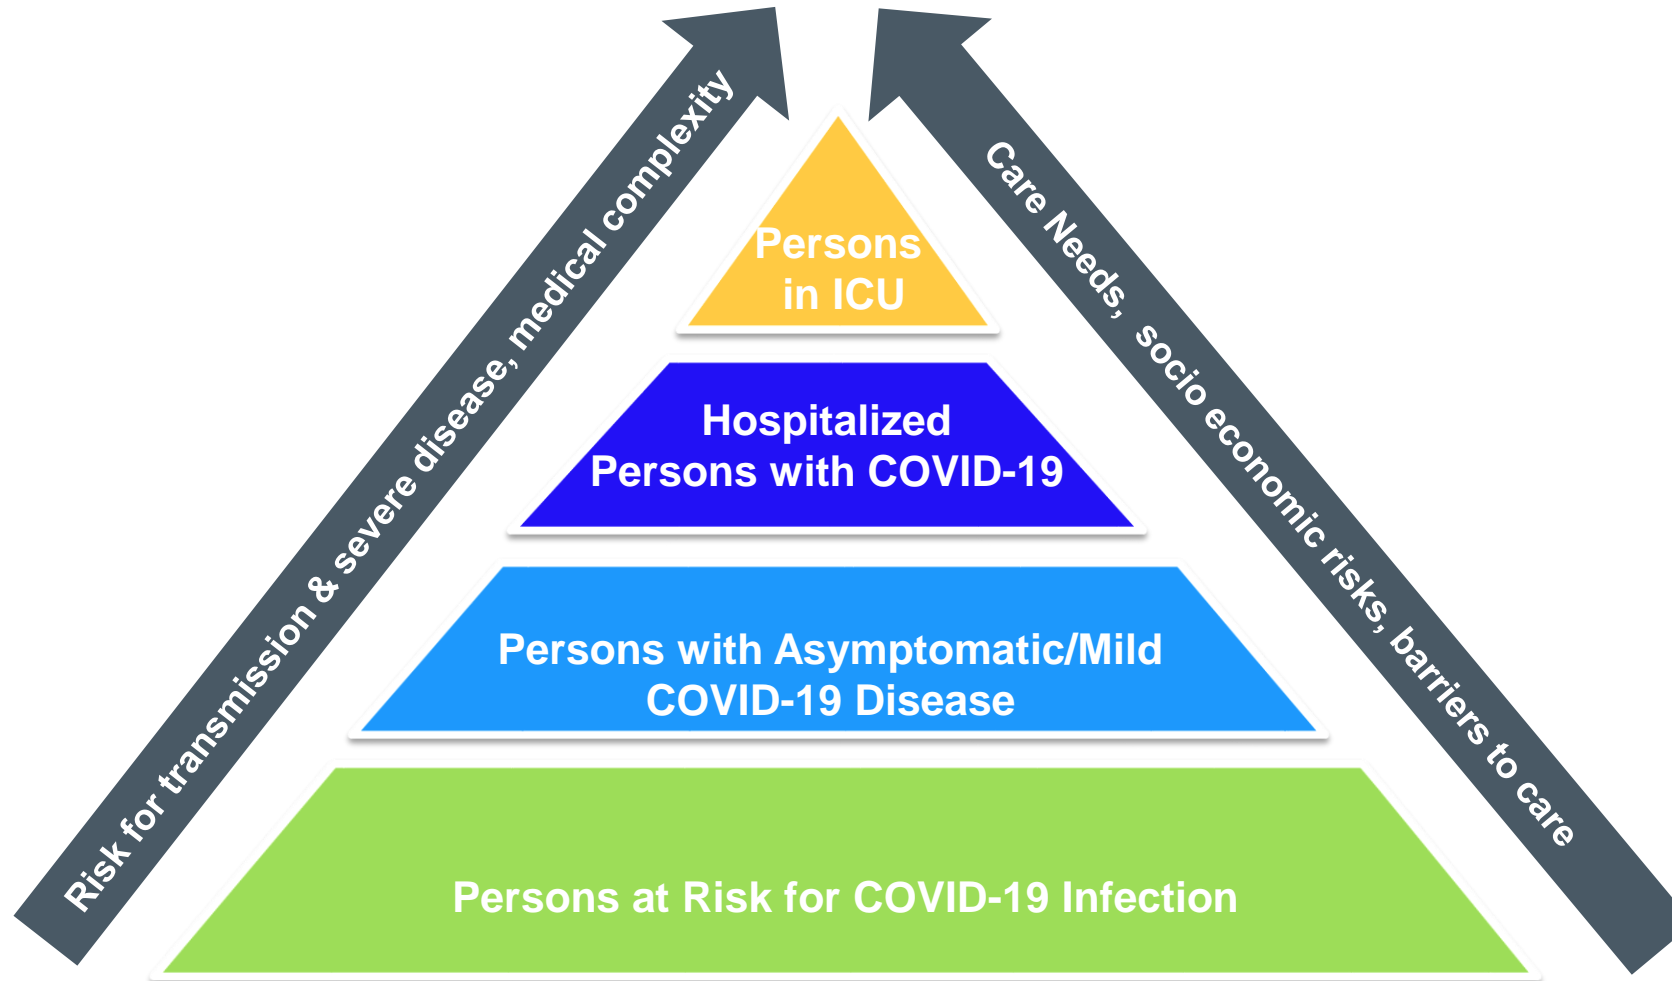 Risk for transmission & severe disease, medical complexity
Care Needs, socio economic risks, barriers to care
Persons
in ICU
Hospitalized
Persons with COVID-19
Persons with Asymptomatic/Mild
COVID-19 Disease
Persons at Risk for COVID-19 Infection